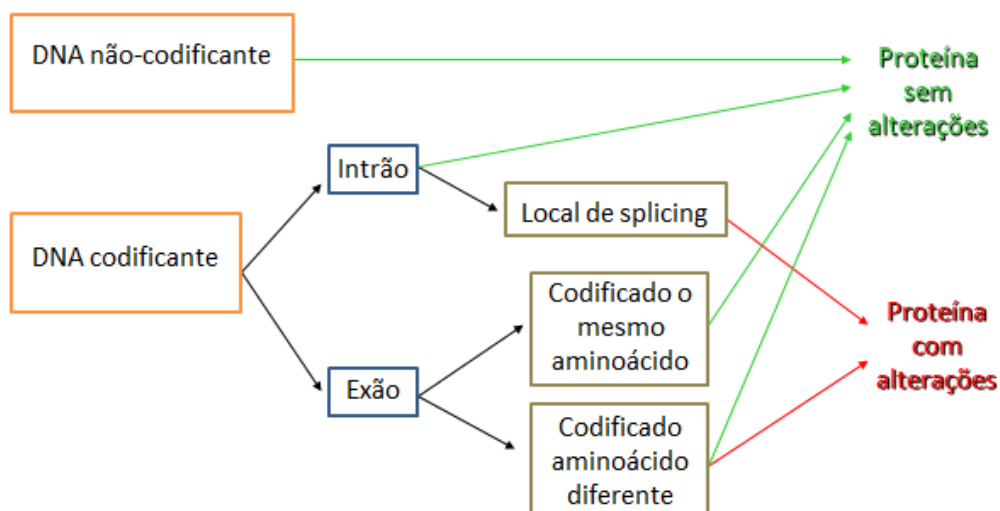 DNA não-codificante
Proteína
sem
alterações
Intrão
Local de splicing
DNA codificante
Codificado o
mesmo
aminoácido
Proteína
com
alterações
Exão
Codificado
aminoácido
diferente